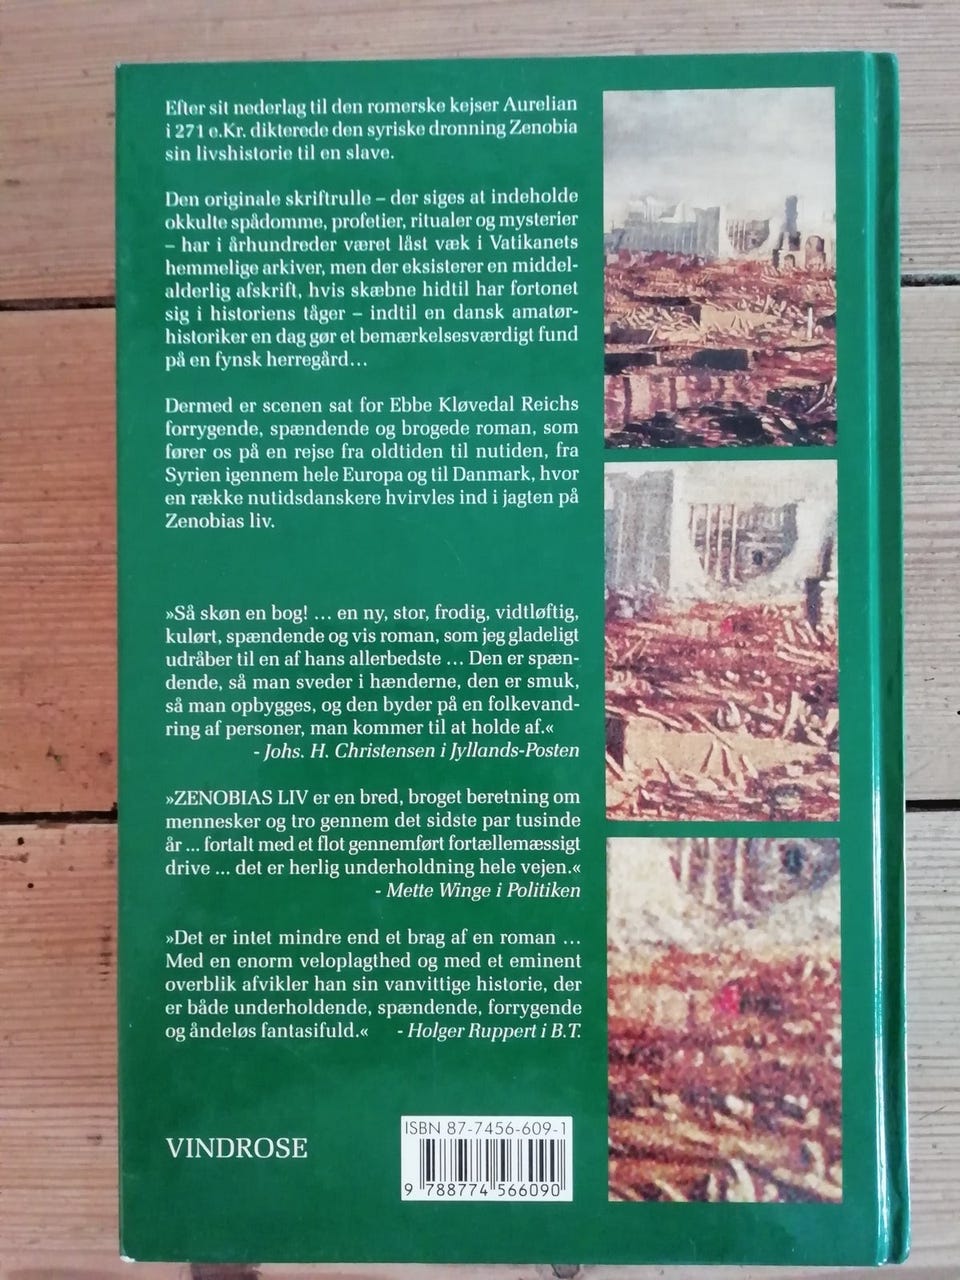 Efter sit nederlag til den romerske kejser Aurelian
i 271 e.Kr. dikterede den syriske dronning Zenobia
sin livshistorie til en slave.
Den originale skriftrulle – der siges at indeholde
okkulte spådomme, profetier, ritualer og mysterier
– har i århundreder været låst væk i Vatikanets
hemmelige arkiver, men der eksisterer en middel-
alderlig afskrift, hvis skæbne hidtil har fortonet
sig i historiens tåger – indtil en dansk amatør-
historiker en dag gør et bemærkelsesværdigt fund
på en fynsk herregård...
Dermed er scenen sat for Ebbe Kløvedal Reichs
forrygende, spændende og brogede roman, som
fører os på en rejse fra oldtiden til nutiden, fra
Syrien igennem hele Europa og til Danmark, hvor
en række nutidsdanskere hvirvles ind i jagten på
Zenobias liv.
»Så skøn en bog! ... en ny, stor, frodig, vidtløftig,
kulørt, spændende og vis roman, som jeg gladeligt
udråber til en af hans allerbedste ... Den er spæn-
dende, så man sveder i hænderne, den er smuk,
så man opbygges, og den byder på en folkevand-
ring af personer, man kommer til at holde af.«
- Johs. H. Christensen i Jyllands-Posten
»ZENOBIAS LIV er en bred, broget beretning om
mennesker og tro gennem det sidste par tusinde
år ... fortalt med et flot gennemført fortællemæssigt
drive ... det er herlig underholdning hele vejen.«
- Mette Winge i Politiken
»Det er intet mindre end et brag af en roman ...
Med en enorm veloplagthed og med et eminent
overblik afvikler han sin vanvittige historie, der
er både underholdende, spændende, forrygende
og åndeløs fantasifuld.« - Holger Ruppert i B.T.
VINDROSE
ISBN 87-7456-609-1
9 788774 566090